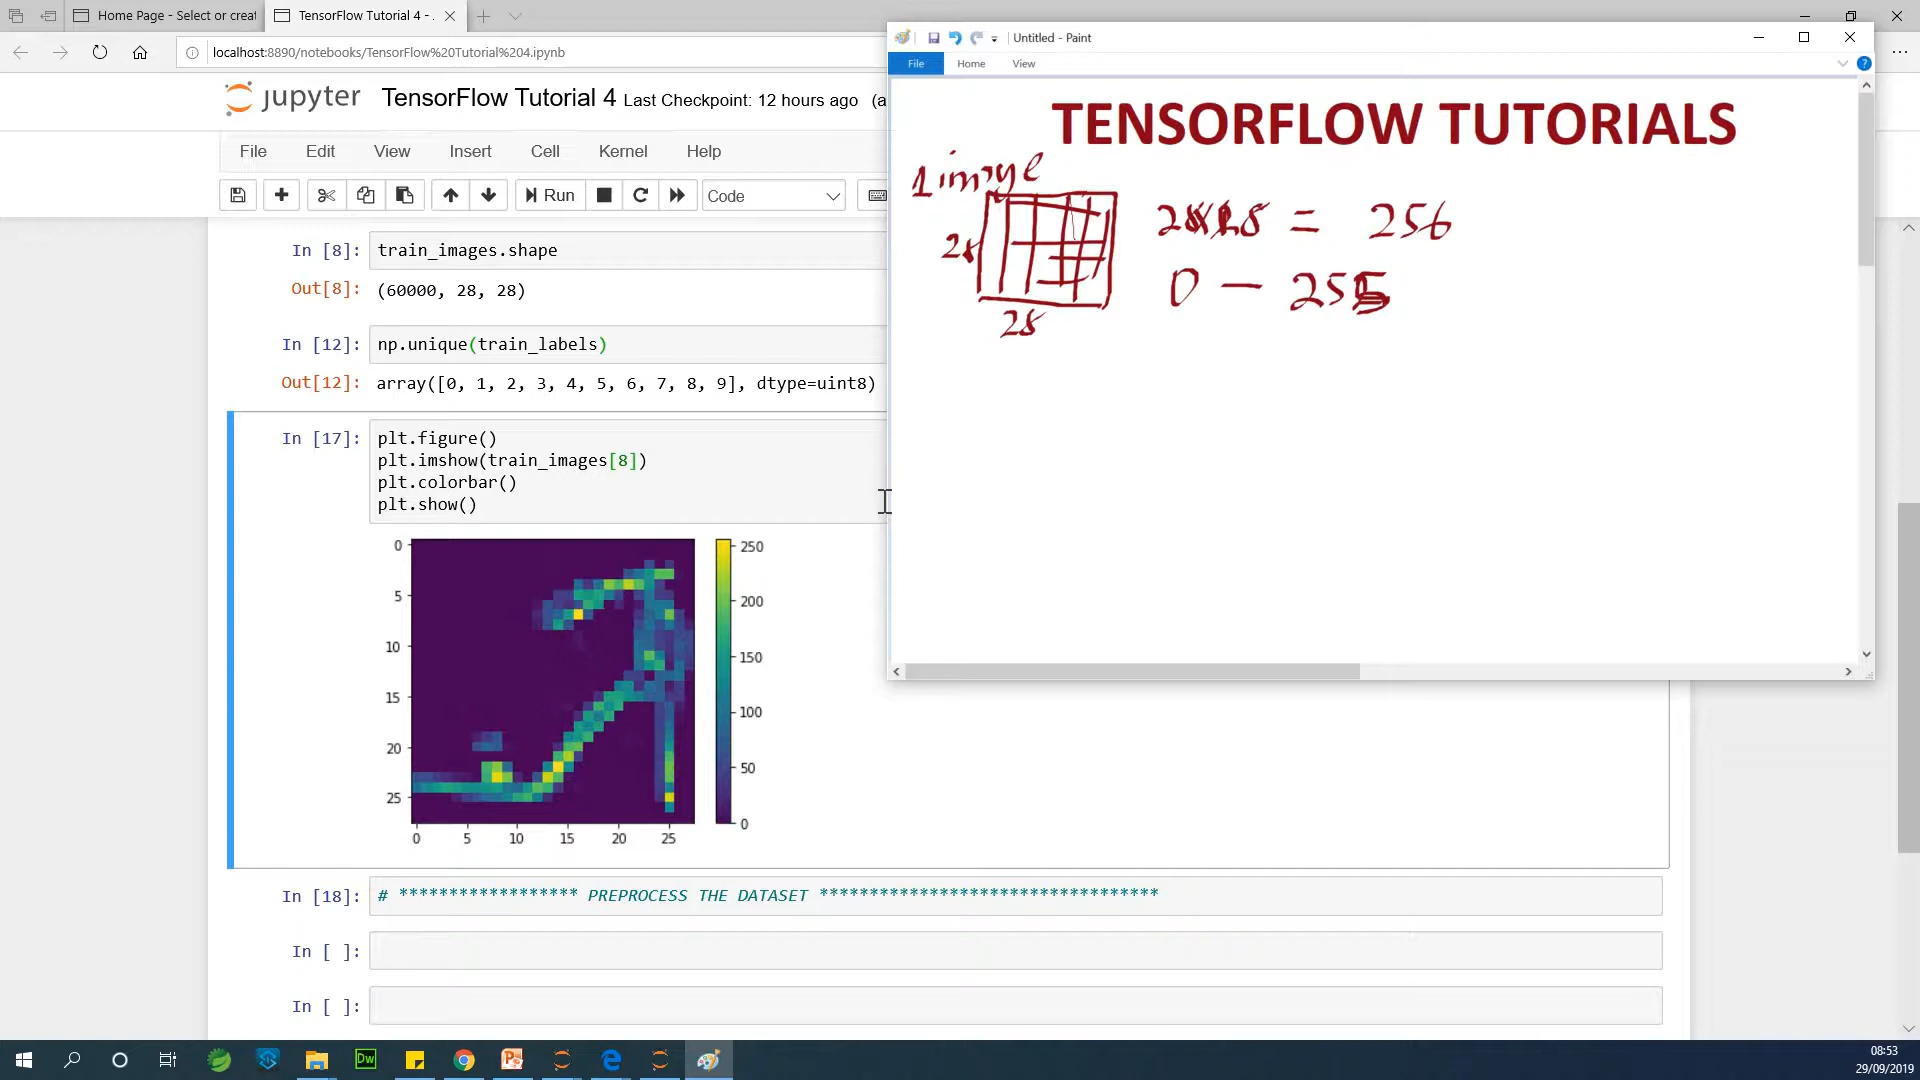 Home Page - Select or creat
TensorFlow Tutorial 4 - .
localhost:8890/notebooks/TensorFlow%20Tutorial%204.ipynb
jupyter TensorFlow Tutorial 4 Last Checkpoint: 12 hours ago (a
File Edit View Insert Cell Kernel Help
Run Code
In [8]: train_images.shape
Out[8]: (60000, 28, 28)
In [12]: np.unique(train_labels)
Out[12]: array([0, 1, 2, 3, 4, 5, 6, 7, 8, 9], dtype=uint8)
In [17]: plt.figure()
plt.imshow(train_images[8])
plt.colorbar()
plt.show()
0
5
10
15
20
25
0 5 10 15 20 25
250
200
150
100
50
0
In [18]: # ****************** PREPROCESS THE DATASET **********************************
In [ ]:
In [ ]:
Untitled - Paint
File Home View
TENSORFLOW TUTORIALS
1 image
28
28
28x28 = 256
0 - 255
Dw
08:53
29/09/2019